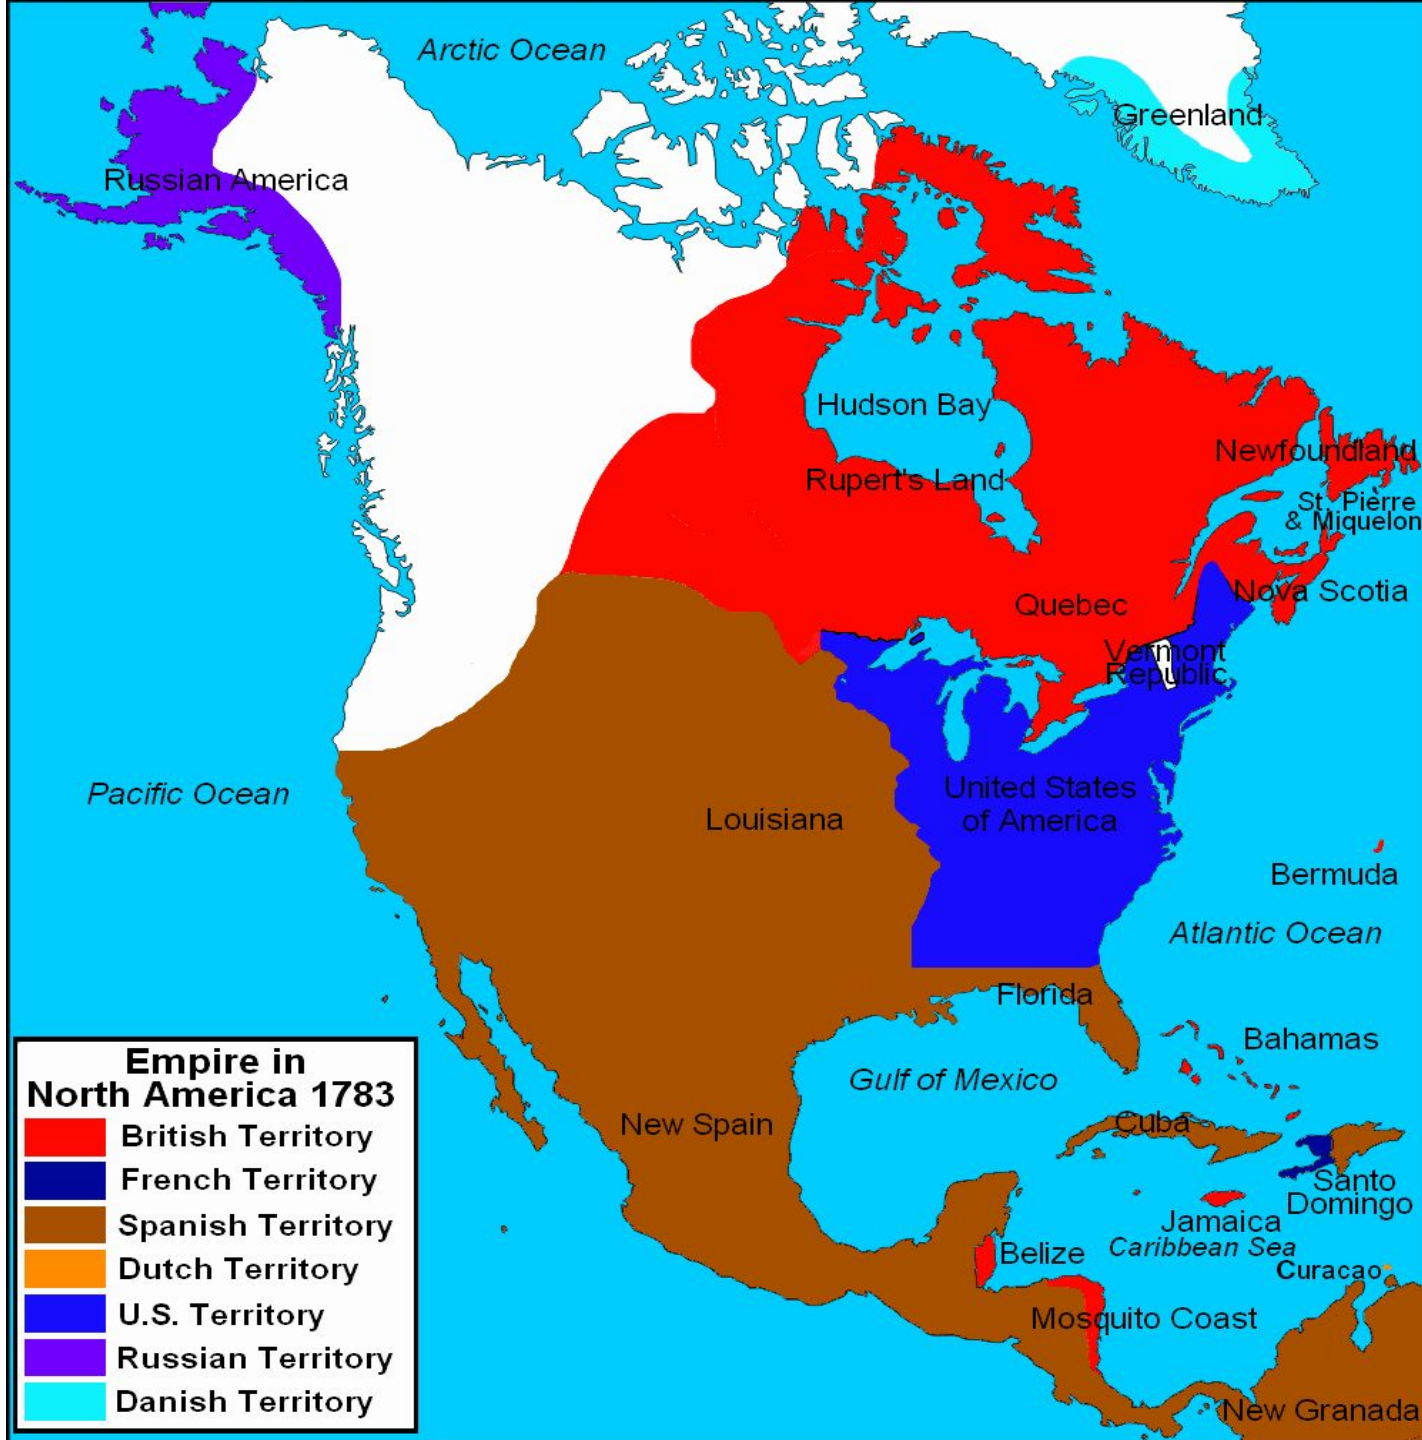 Arctic Ocean
Greenland
Russian America
Hudson Bay
Newfoundland
Rupert's Land
St. Pierre
& Miquelon
Nova Scotia
Quebec
Vermont
Republic
Pacific Ocean
United States
of America
Louisiana
Bermuda
Atlantic Ocean
Florida
Bahamas
Gulf of Mexico
New Spain
Cuba
Santo
Domingo
Jamaica
Caribbean Sea
Belize
Curacao
Mosquito Coast
New Granada
Empire in
North America 1783
British Territory
French Territory
Spanish Territory
Dutch Territory
U.S. Territory
Russian Territory
Danish Territory